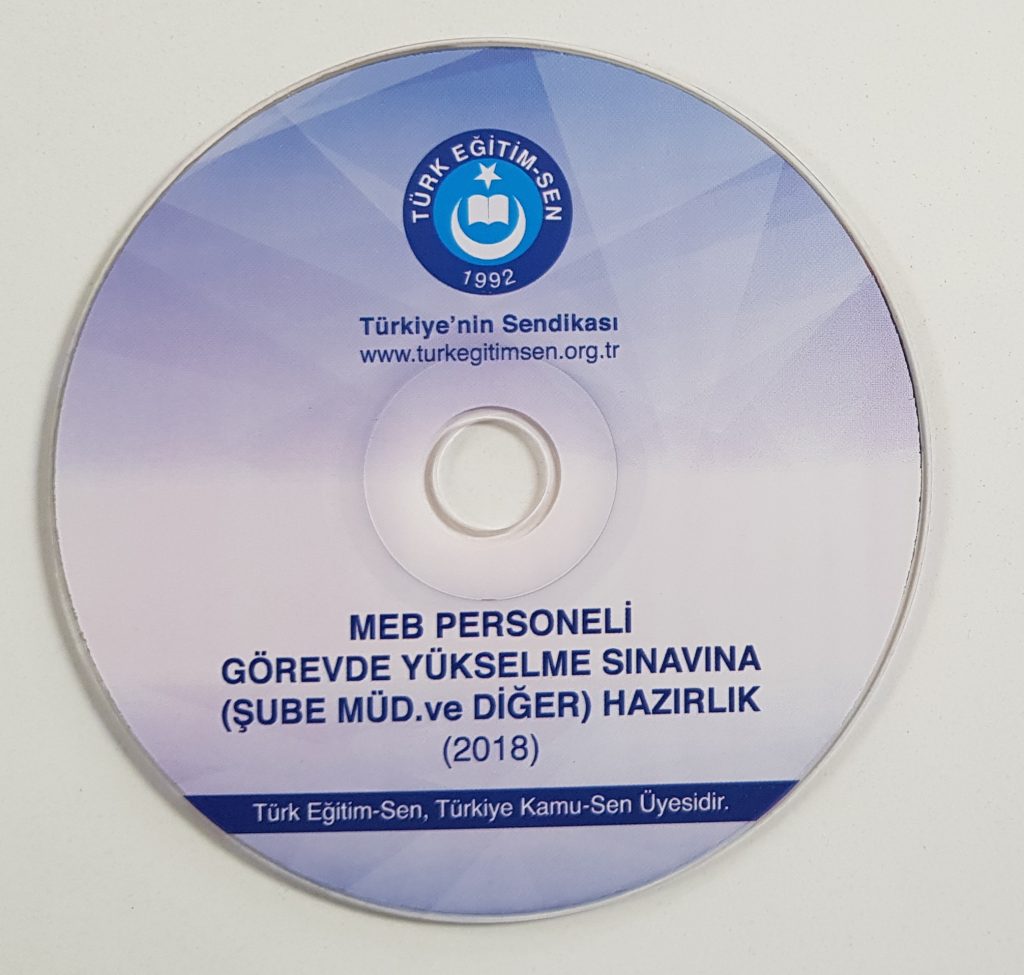 TÜRK EĞİTİM-SEN
1992
Türkiye'nin Sendikası
www.turkegitimsen.org.tr
MEB PERSONELİ
GÖREVDE YÜKSELME SINAVINA
(ŞUBE MÜD.ve DİĞER) HAZIRLIK
(2018)
Türk Eğitim-Sen, Türkiye Kamu-Sen Üyesidir.